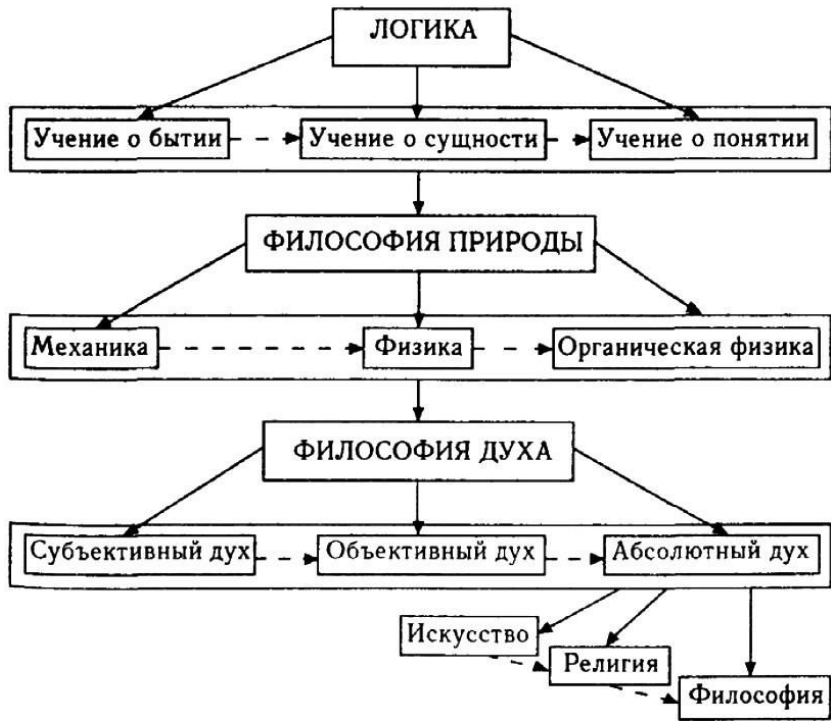 ЛОГИКА
Учение о бытии
Учение о сущности
Учение о понятии
ФИЛОСОФИЯ ПРИРОДЫ
Механика
Физика
Органическая физика
ФИЛОСОФИЯ ДУХА
Субъективный дух
Объективный дух
Абсолютный дух
Искусство
Религия
Философия